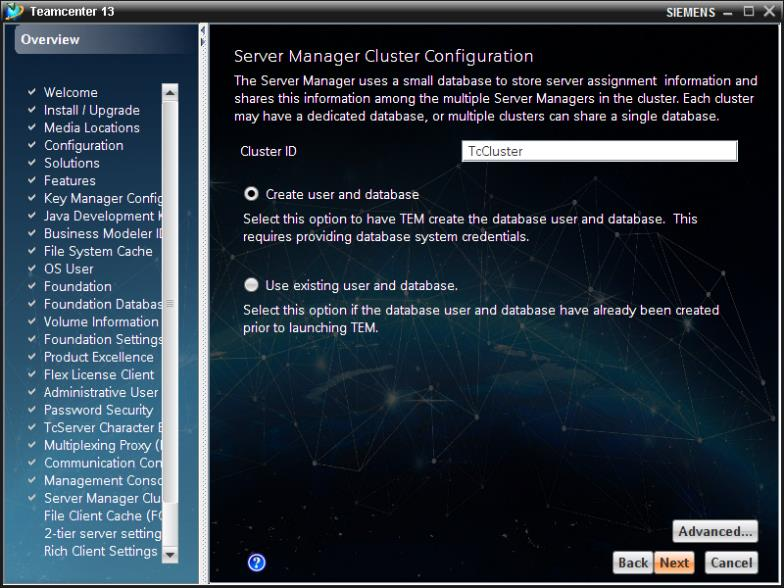 Teamcenter 13
SIEMENS
Overview
Welcome
Install / Upgrade
Media Locations
Configuration
Solutions
Features
Key Manager Config
Java Development
Business Modeler
File System Cache
OS User
Foundation
Foundation Databas
Volume Information
Foundation Settings
Product Excellence
Flex License Client
Administrative User
Password Security
TcServer Character
Multiplexing Proxy (
Communication Con
Management Conso
Server Manager Clu
File Client Cache (FC
2-tier server setting
Rich Client Settings
Server Manager Cluster Configuration
The Server Manager uses a small database to store server assignment information and
shares this information among the multiple Server Managers in the cluster. Each cluster
may have a dedicated database, or multiple clusters can share a single database.
Cluster ID TcCluster
Create user and database
Select this option to have TEM create the database user and database. This
requires providing database system credentials.
Use existing user and database.
Select this option if the database user and database have already been created
prior to launching TEM.
Advanced...
? Back Next Cancel